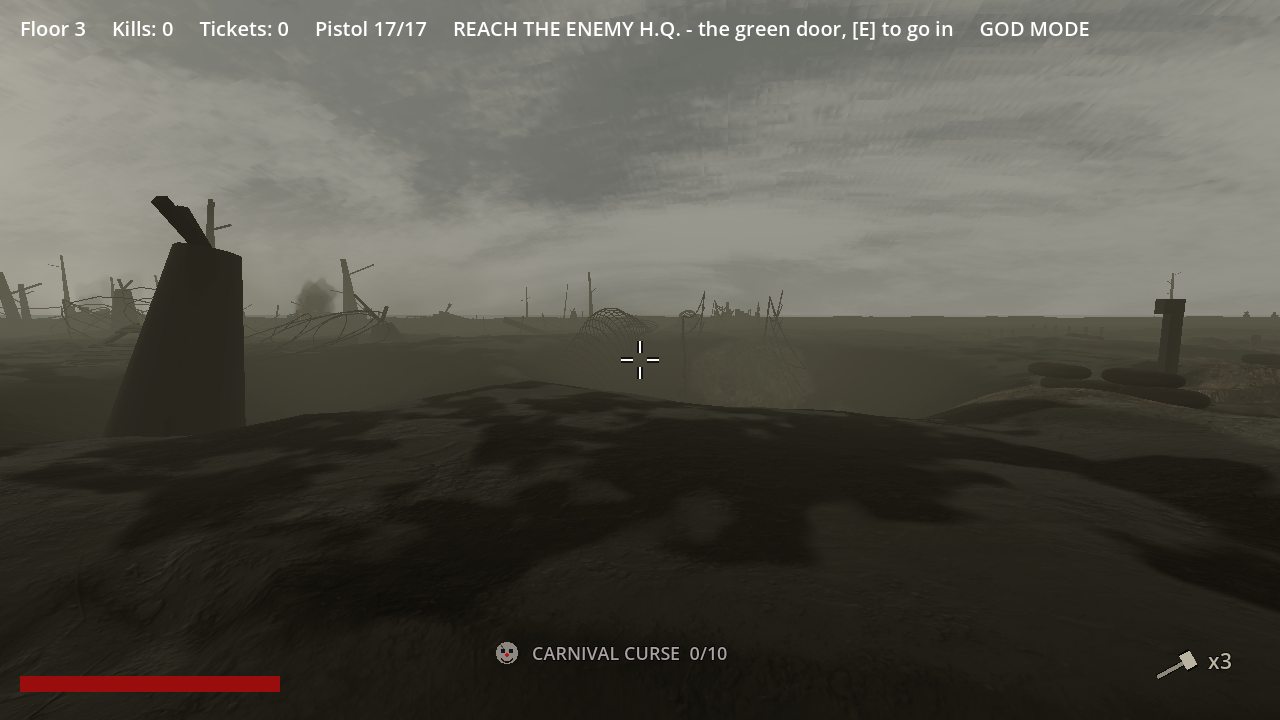 Floor 3 Kills: 0 Tickets: 0 Pistol 17/17 REACH THE ENEMY H.Q. - the green door, [E] to go in GOD MODE
CARNIVAL CURSE 0/10
x3